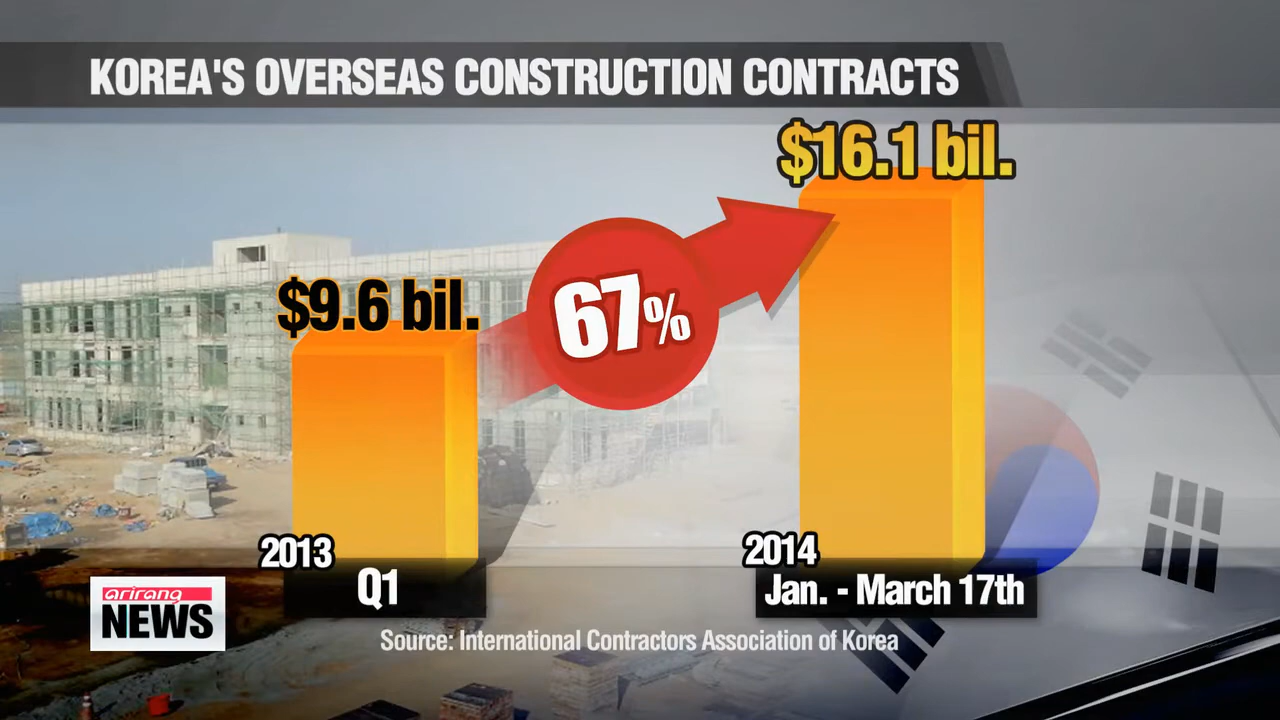 KOREA'S OVERSEAS CONSTRUCTION CONTRACTS
$16.1 bil.
$9.6 bil.
67%
2013
Q1
2014
Jan. - March 17th
arirang
NEWS
Source: International Contractors Association of Korea